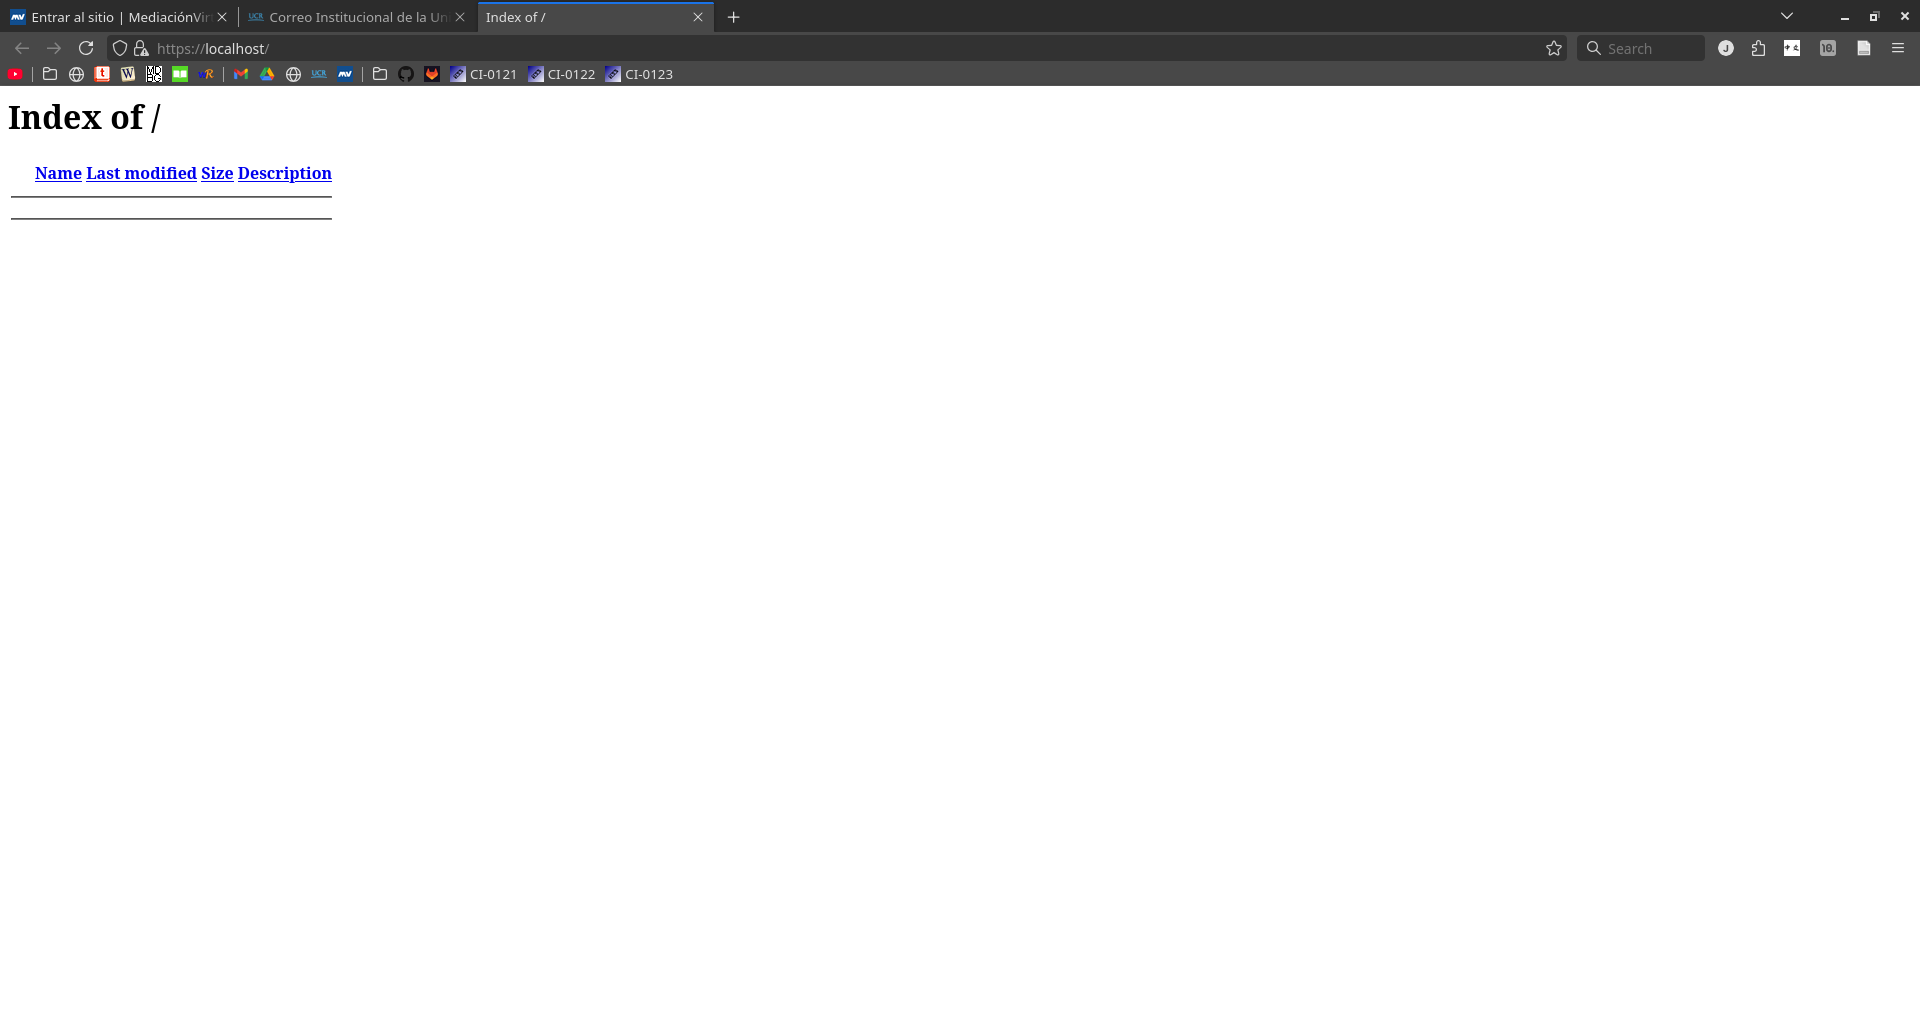 Entrar al sitio | MediaciónVir
Correo Institucional de la Un
Index of /
https://localhost/
Search
CI-0121
CI-0122
CI-0123
Index of /
Name Last modified Size Description